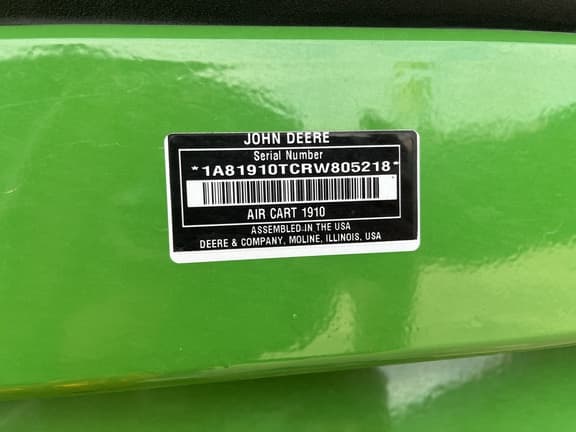 JOHN DEERE
Serial Number
*1A81910TCRW805218*
AIR CART 1910
ASSEMBLED IN THE USA
DEERE & COMPANY, MOLINE, ILLINOIS, USA